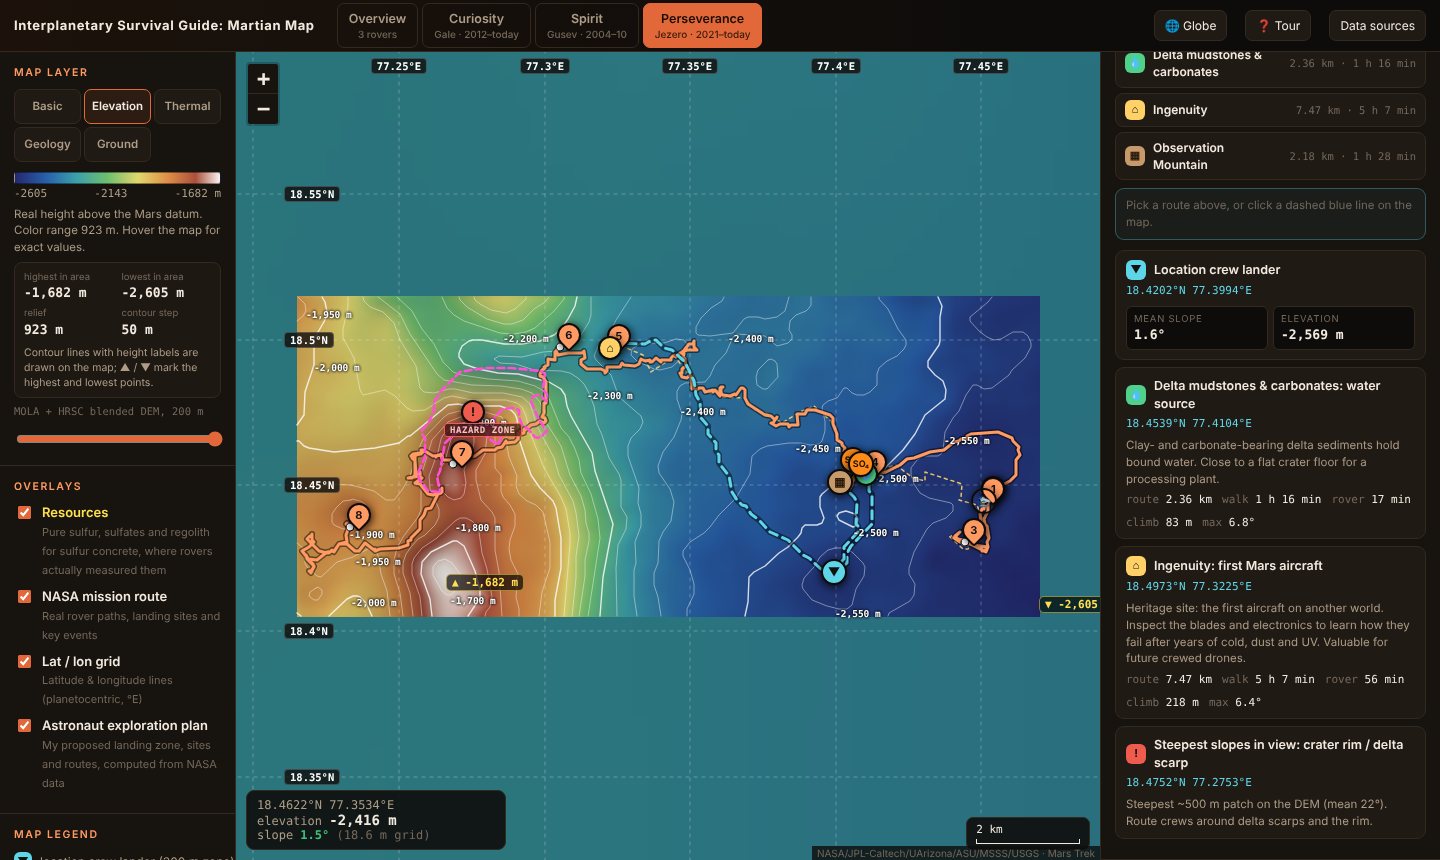 Interplanetary Survival Guide: Martian Map
Overview
3 rovers
Curiosity
Gale · 2012–today
Spirit
Gusev · 2004–10
Perseverance
Jezero · 2021–today
🌐 Globe
❓ Tour
Data sources
MAP LAYER
Basic
Elevation
Thermal
Geology
Ground
-2605
-2143
-1682 m
Real height above the Mars datum.
Color range 923 m. Hover the map for
exact values.
highest in area
lowest in area
-1,682 m
-2,605 m
relief
contour step
923 m
50 m
Contour lines with height labels are
drawn on the map; ▲ / ▼ mark the
highest and lowest points.
MOLA + HRSC blended DEM, 200 m
OVERLAYS
Resources
Pure sulfur, sulfates and regolith
for sulfur concrete, where rovers
actually measured them
NASA mission route
Real rover paths, landing sites and
key events
Lat / lon grid
Latitude & longitude lines
(planetocentric, °E)
Astronaut exploration plan
My proposed landing zone, sites
and routes, computed from NASA
data
MAP LEGEND
+
−
77.25°E
77.3°E
77.35°E
77.4°E
77.45°E
18.55°N
18.5°N
18.45°N
18.4°N
18.35°N
-1,950 m
-2,000 m
-2,200 m
6
5
-2,400 m
-2,300 m
-2,400 m
!
HAZARD ZONE
7
-2,450 m
-2,550 m
SO₄
1
-2,500 m
8
3
-1,900 m
-1,800 m
-2,500 m
-1,950 m
▲ -1,682 m
-1,700 m
-2,000 m
-2,550 m
▼ -2,605
18.4622°N 77.3534°E
elevation -2,416 m
slope 1.5° (18.6 m grid)
2 km
NASA/JPL-Caltech/UArizona/ASU/MSSS/USGS · Mars Trek
Delta mudstones &
carbonates
2.36 km · 1 h 16 min
Ingenuity
7.47 km · 5 h 7 min
Observation
Mountain
2.18 km · 1 h 28 min
Pick a route above, or click a dashed blue line on the
map.
Location crew lander
18.4202°N 77.3994°E
MEAN SLOPE
1.6°
ELEVATION
-2,569 m
Delta mudstones & carbonates: water
source
18.4539°N 77.4104°E
Clay- and carbonate-bearing delta sediments hold
bound water. Close to a flat crater floor for a
processing plant.
route 2.36 km walk 1 h 16 min rover 17 min
climb 83 m max 6.8°
Ingenuity: first Mars aircraft
18.4973°N 77.3225°E
Heritage site: the first aircraft on another world.
Inspect the blades and electronics to learn how they
fail after years of cold, dust and UV. Valuable for
future crewed drones.
route 7.47 km walk 5 h 7 min rover 56 min
climb 218 m max 6.4°
!
Steepest slopes in view: crater rim / delta
scarp
18.4752°N 77.2753°E
Steepest ~500 m patch on the DEM (mean 22°).
Route crews around delta scarps and the rim.